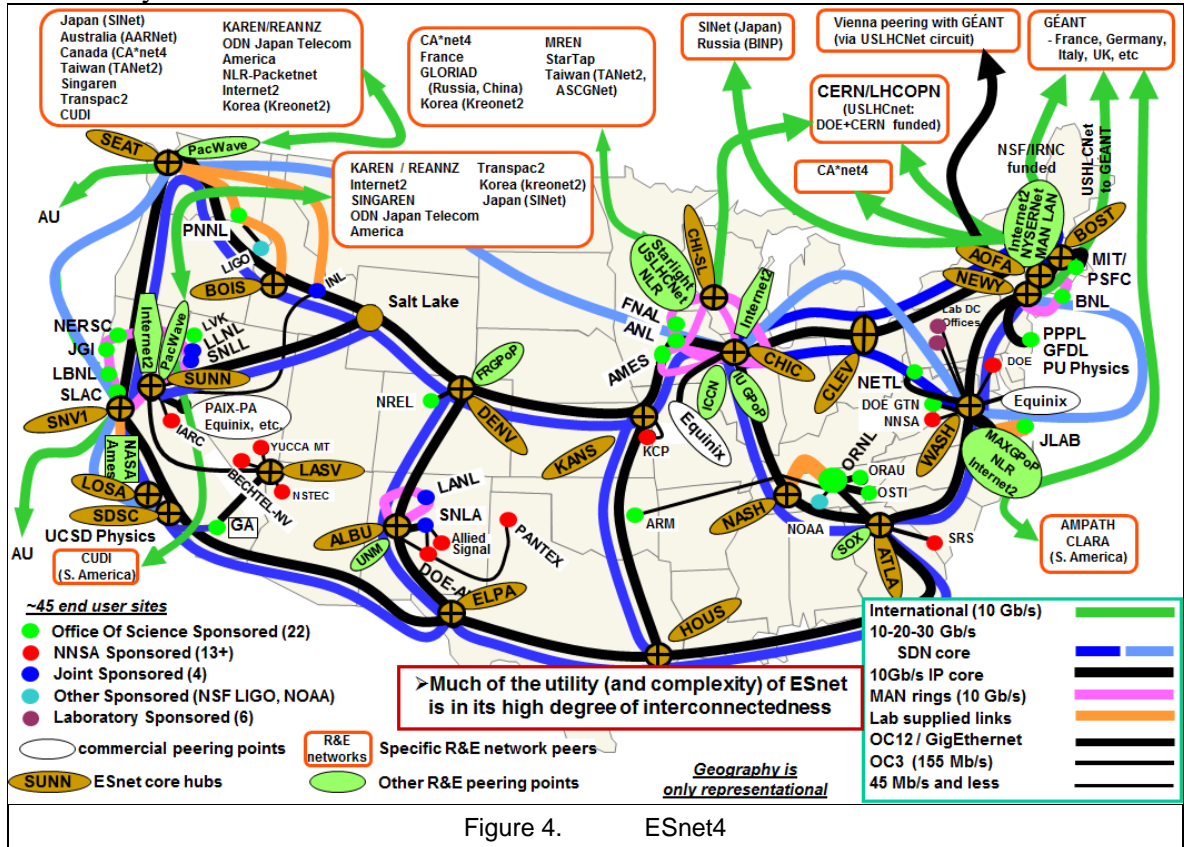 Japan (SINet)
Australia (AARNet)
Canada (CA*net4
Taiwan (TANet2)
Singaren
Transpac2
CUDI
KAREN/REANNZ
ODN Japan Telecom
America
NLR-Packetnet
Internet2
Korea (Kreonet2)
CA*net4
France
GLORIAD
(Russia, China)
Korea (Kreonet2
MREN
StarTap
Taiwan (TANet2,
ASCGNet)
SINet (Japan)
Russia (BINP)
Vienna peering with GÉANT
(via USLHCNet circuit)
GÉANT
- France, Germany,
Italy, UK, etc
CERN/LHCOPN
(USLHCnet:
DOE+CERN funded)
CA*net4
NSF/IRNC
funded
USHLCNet
to GÉANT
KAREN / REANNZ
Internet2
SINGAREN
ODN Japan Telecom
America
Transpac2
Korea (kreonet2)
Japan (SINet)
SEAT
PacWave
AU
PNNL
LIGO
BOIS
INL
Salt Lake
NERSC
JGI
LBNL
SLAC
Internet2
PacWave
LVK
LLNL
SNLL
SUNN
SNV1
PAIX-PA
Equinix, etc.
IARC
NASA
Ames
YUCCA MT
BECHTEL-NV
LASV
NSTEC
LOSA
SDSC
UCSD Physics
GA
AU
CUDI
(S. America)
FRGPoP
NREL
DENV
LANL
SNLA
ALBU
UNM
Allied
Signal
DOE-AL
PANTEX
ELPA
KANS
KCP
HOUS
Starlight
USLHCNet
NLR
CHI-SL
FNAL
ANL
AMES
Internet2
CHIC
ICCN
IU GPoP
Equinix
CLEV
ARM
NASH
ORNL
ORAU
OSTI
NOAA
SOX
ATLA
SRS
Internet2
NYSERNet
MAN LAN
AOFA
NEWY
BOST
MIT/
PSFC
BNL
Lab DC
Offices
PPPL
GFDL
PU Physics
DOE
NETL
DOE GTN
NNSA
Equinix
WASH
JLAB
MAXGPoP
NLR
Internet2
AMPATH
CLARA
(S. America)
~45 end user sites
Office Of Science Sponsored (22)
NNSA Sponsored (13+)
Joint Sponsored (4)
Other Sponsored (NSF LIGO, NOAA)
Laboratory Sponsored (6)
commercial peering points
SUNN
ESnet core hubs
R&E
networks
Specific R&E network peers
Other R&E peering points
➢Much of the utility (and complexity) of ESnet
is in its high degree of interconnectedness
Geography is
only representational
International (10 Gb/s)
10-20-30 Gb/s
SDN core
10Gb/s IP core
MAN rings (10 Gb/s)
Lab supplied links
OC12 / GigEthernet
OC3 (155 Mb/s)
45 Mb/s and less
Figure 4. ESnet4